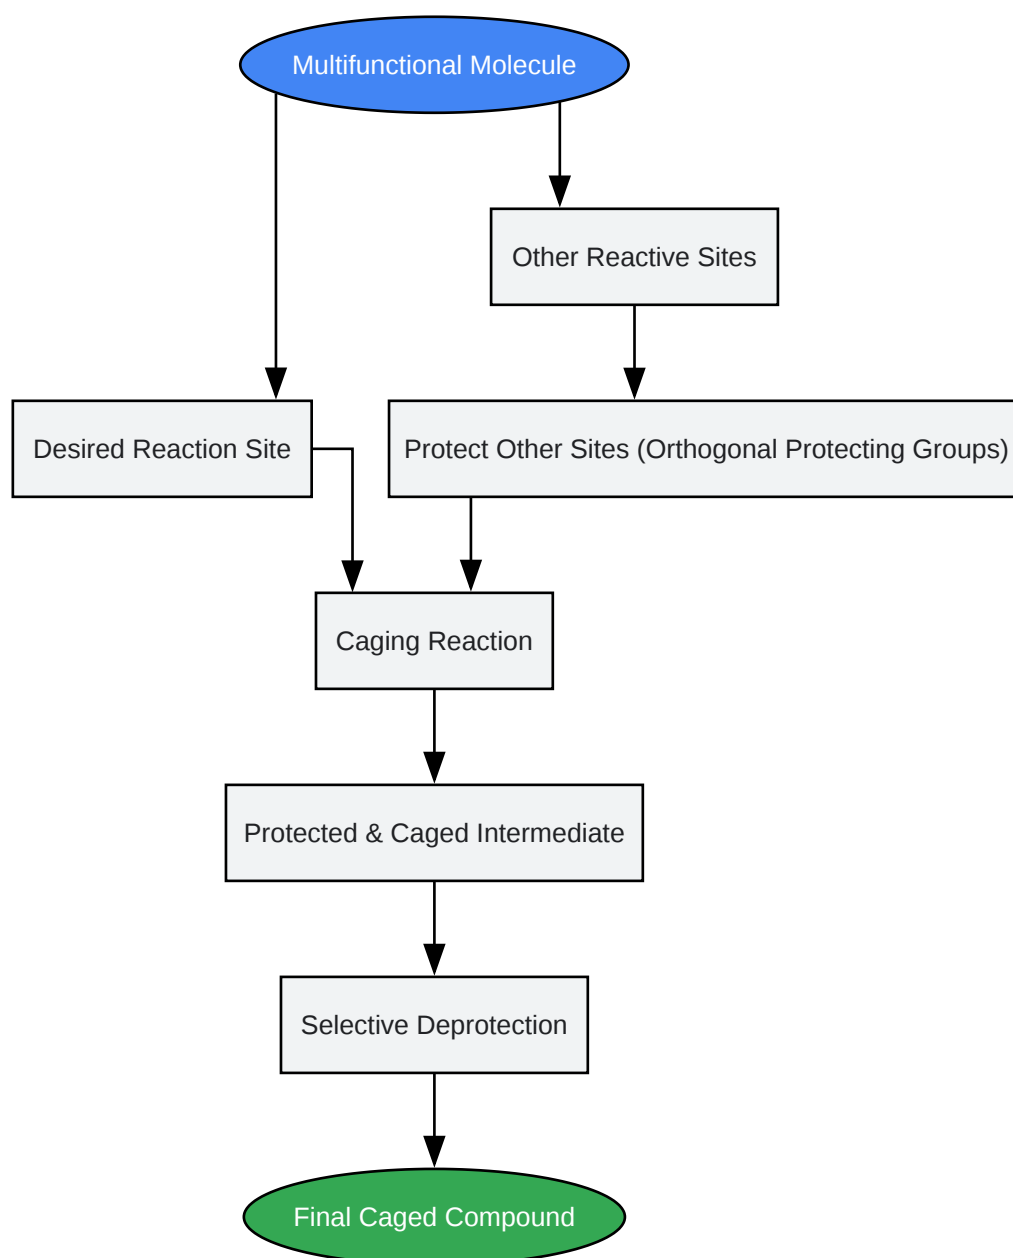 Multifunctional Molecule
Other Reactive Sites
Desired Reaction Site
Protect Other Sites (Orthogonal Protecting Groups)
Caging Reaction
Protected & Caged Intermediate
Selective Deprotection
Final Caged Compound